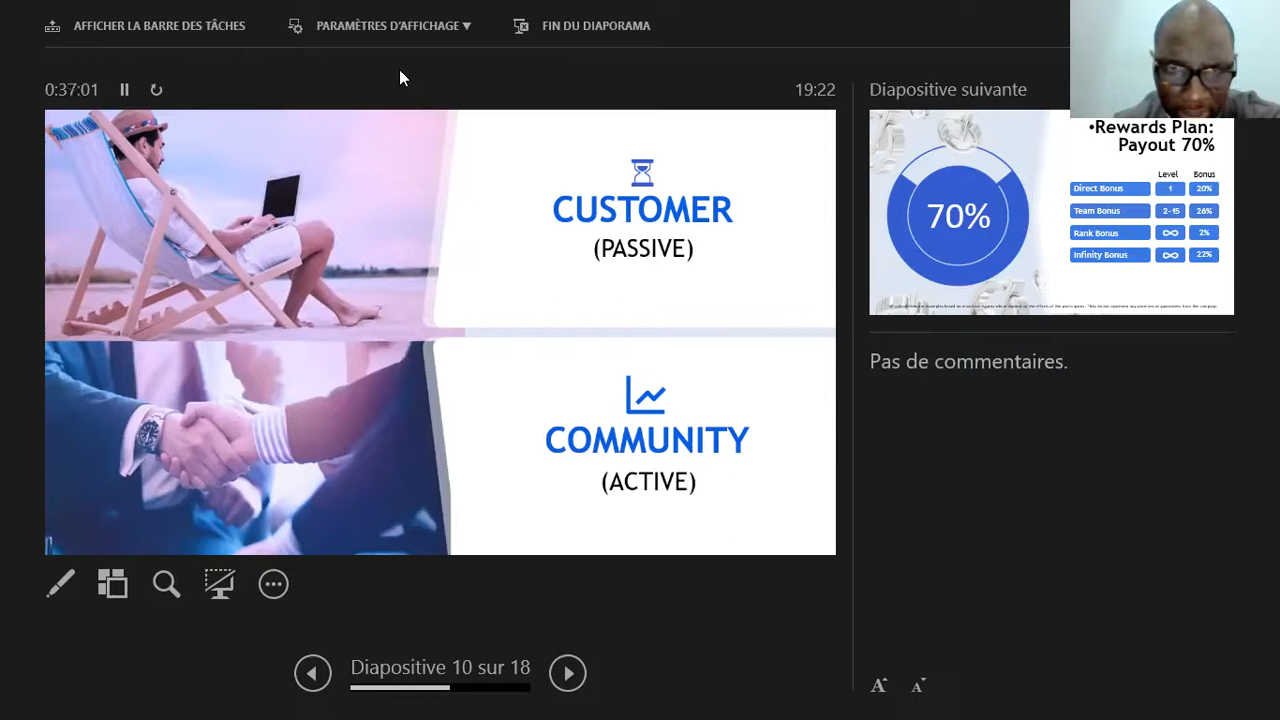 AFFICHER LA BARRE DES TÂCHES
PARAMÈTRES D'AFFICHAGE ▼
FIN DU DIAPORAMA
0:37:01
19:22
CUSTOMER
(PASSIVE)
COMMUNITY
(ACTIVE)
Diapositive 10 sur 18
Diapositive suivante
•Rewards Plan:
Payout 70%
70%
Level Bonus
Direct Bonus 1 20%
Team Bonus 2-15 26%
Rank Bonus ∞ 2%
Infinity Bonus ∞ 22%
Pas de commentaires.
A A